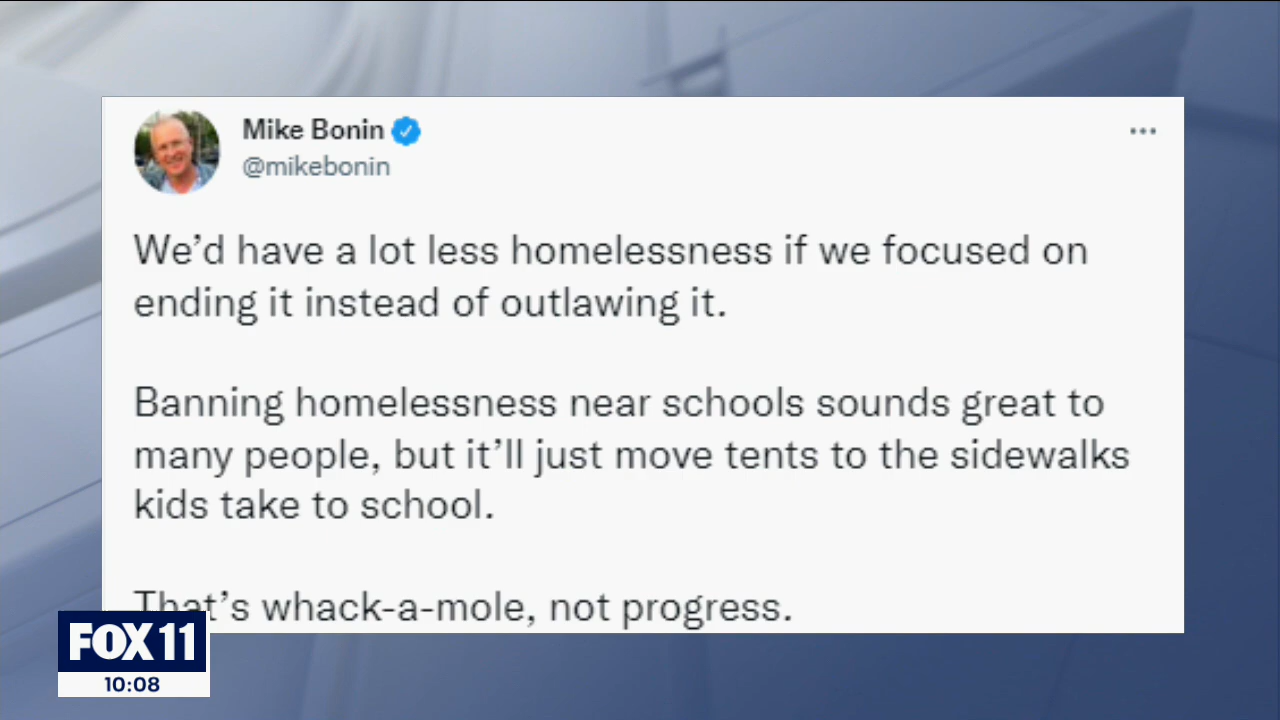 Mike Bonin
@mikebonin
We’d have a lot less homelessness if we focused on
ending it instead of outlawing it.
Banning homelessness near schools sounds great to
many people, but it’ll just move tents to the sidewalks
kids take to school.
That’s whack-a-mole, not progress.
FOX 11
10:08